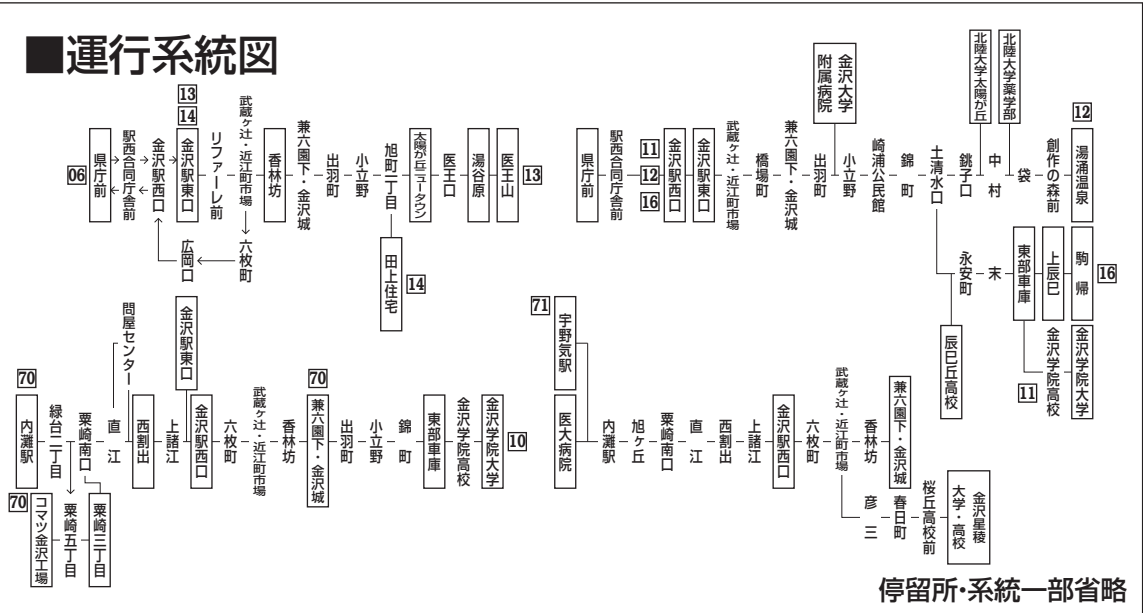 ■運行系統図
13
14
06
県庁前
駅西合同庁舎前
金沢駅西口
金沢駅東口
リファーレ前
武蔵ヶ辻・近江町市場
香林坊
兼六園下・金沢城
出羽町
小立野
旭町一丁目
太陽が丘ニュータウン
医王口
湯谷原
医王山
13
広岡口
六枚町
田上住宅
14
県庁前
駅西合同庁舎前
11
12
16
金沢駅西口
金沢駅東口
武蔵ヶ辻・近江町市場
橋場町
兼六園下・金沢城
出羽町
金沢大学
附属病院
小立野
崎浦公民館
錦町
土清水口
銚子口
北陸大学太陽が丘
中村
北陸大学薬学部
袋
創作の森前
12
湯涌温泉
永安町
末
東部車庫
上辰巳
駒帰
16
辰巳丘高校
11
金沢学院高校
金沢学院大学
70
内灘駅
緑台二丁目
粟崎南口
直江
問屋センター
西割出
上諸江
金沢駅東口
金沢駅西口
六枚町
武蔵ヶ辻・近江町市場
香林坊
70
兼六園下・金沢城
出羽町
小立野
錦町
東部車庫
金沢学院高校
金沢学院大学
10
70
コマツ金沢工場
粟崎五丁目
粟崎三丁目
71
宇野気駅
医大病院
内灘駅
旭ヶ丘
粟崎南口
直江
西割出
上諸江
金沢駅西口
六枚町
武蔵ヶ辻・近江町市場
香林坊
兼六園下・金沢城
彦三
春日町
桜丘高校前
金沢星稜
大学・高校
停留所・系統一部省略